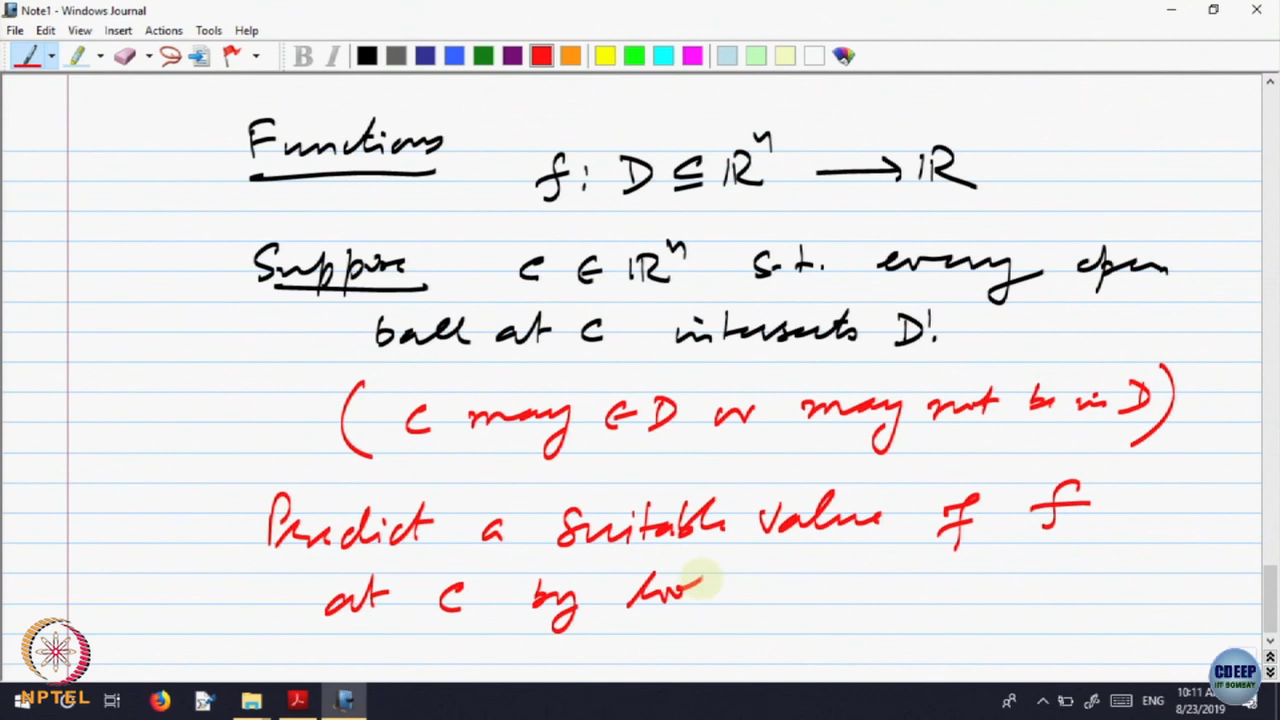 Note1 - Windows Journal
File Edit View Insert Actions Tools Help
B I
Functions f: D ⊆ ℝⁿ ⟶ ℝ
Suppose c ∈ ℝⁿ s.t. every open
ball at c intersects D!
( c may ∈ D or may not be in D )
Predict a suitable value of f
at c by
NPTEL
CDEEP
IIT BOMBAY
ENG
10:11 A
8/23/2019